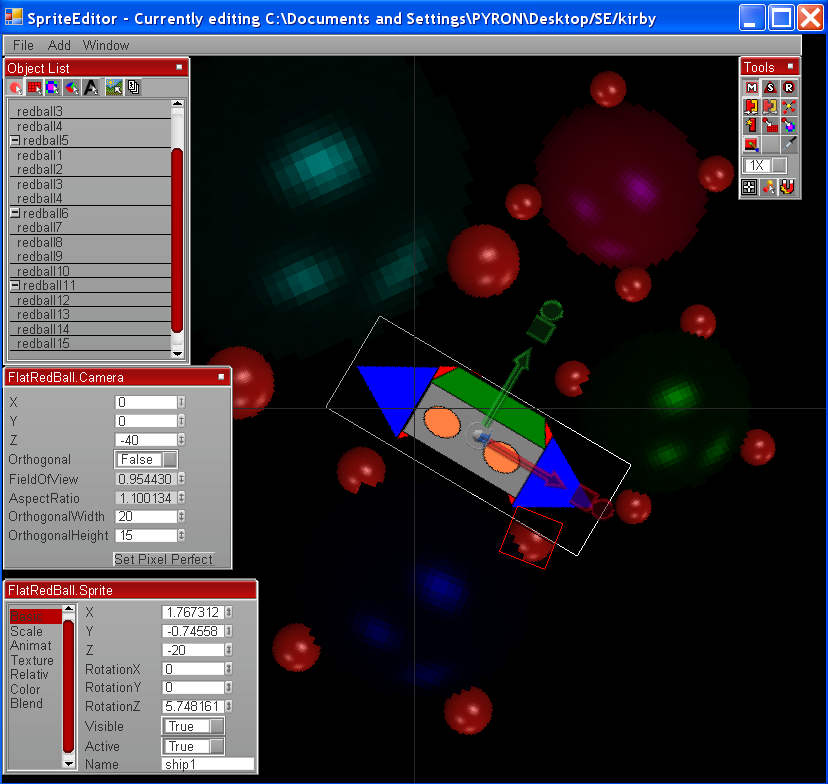 SpriteEditor - Currently editing C:\Documents and Settings\PYRON\Desktop/SE/kirby
File Add Window
Object List
redball3
redball4
redball5
redball1
redball2
redball3
redball4
redball6
redball7
redball8
redball9
redball10
redball11
redball12
redball13
redball14
redball15
Tools
M S R
1X
FlatRedBall.Camera
X 0
Y 0
Z -40
Orthogonal False
FieldOfView 0.954430
AspectRatio 1.100134
OrthogonalWidth 20
OrthogonalHeight 15
Set Pixel Perfect
FlatRedBall.Sprite
Scale
Animat
Texture
Relativ
Color
Blend
X 1.767312
Y -0.74558
Z -20
RotationX 0
RotationY 0
RotationZ 5.748161
Visible True
Active True
Name ship1